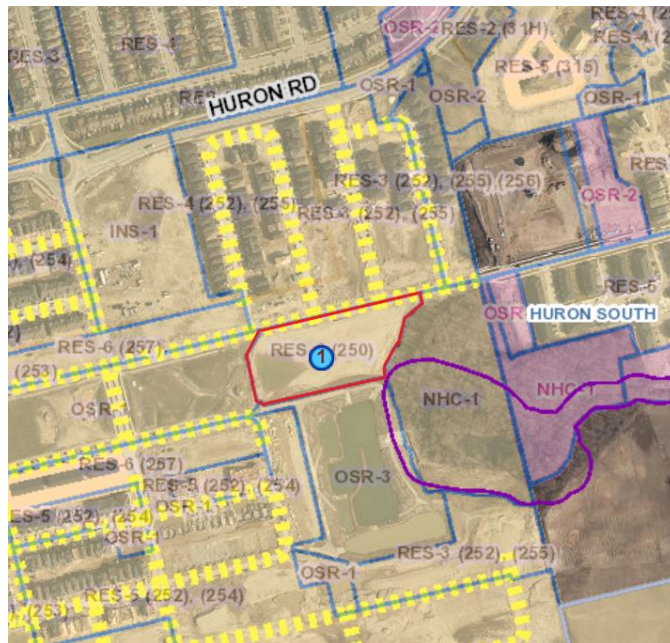 RES-4
OSR-2
RES-2 (311H)
RES-4
RES-3
RES-5 (315)
OSR-1
OSR-2
OSR-1
HURON RD
RES-3 (252), (255), (256)
RES-4 (252), (255)
RES-4 (252), (255)
OSR-2
INS-1
(254)
RES-5
OSR
HURON SOUTH
RES-6 (257)
RES (250)
1
(253)
OSR-1
NHC-1
NHC-1
RES-6 (257)
OSR-3
RES-5 (252), (254)
RES-5 (252), (254)
OSR-1
OSR-1
RES-3 (252), (255)
OSR-1
RES-5 (252), (254)
(253)